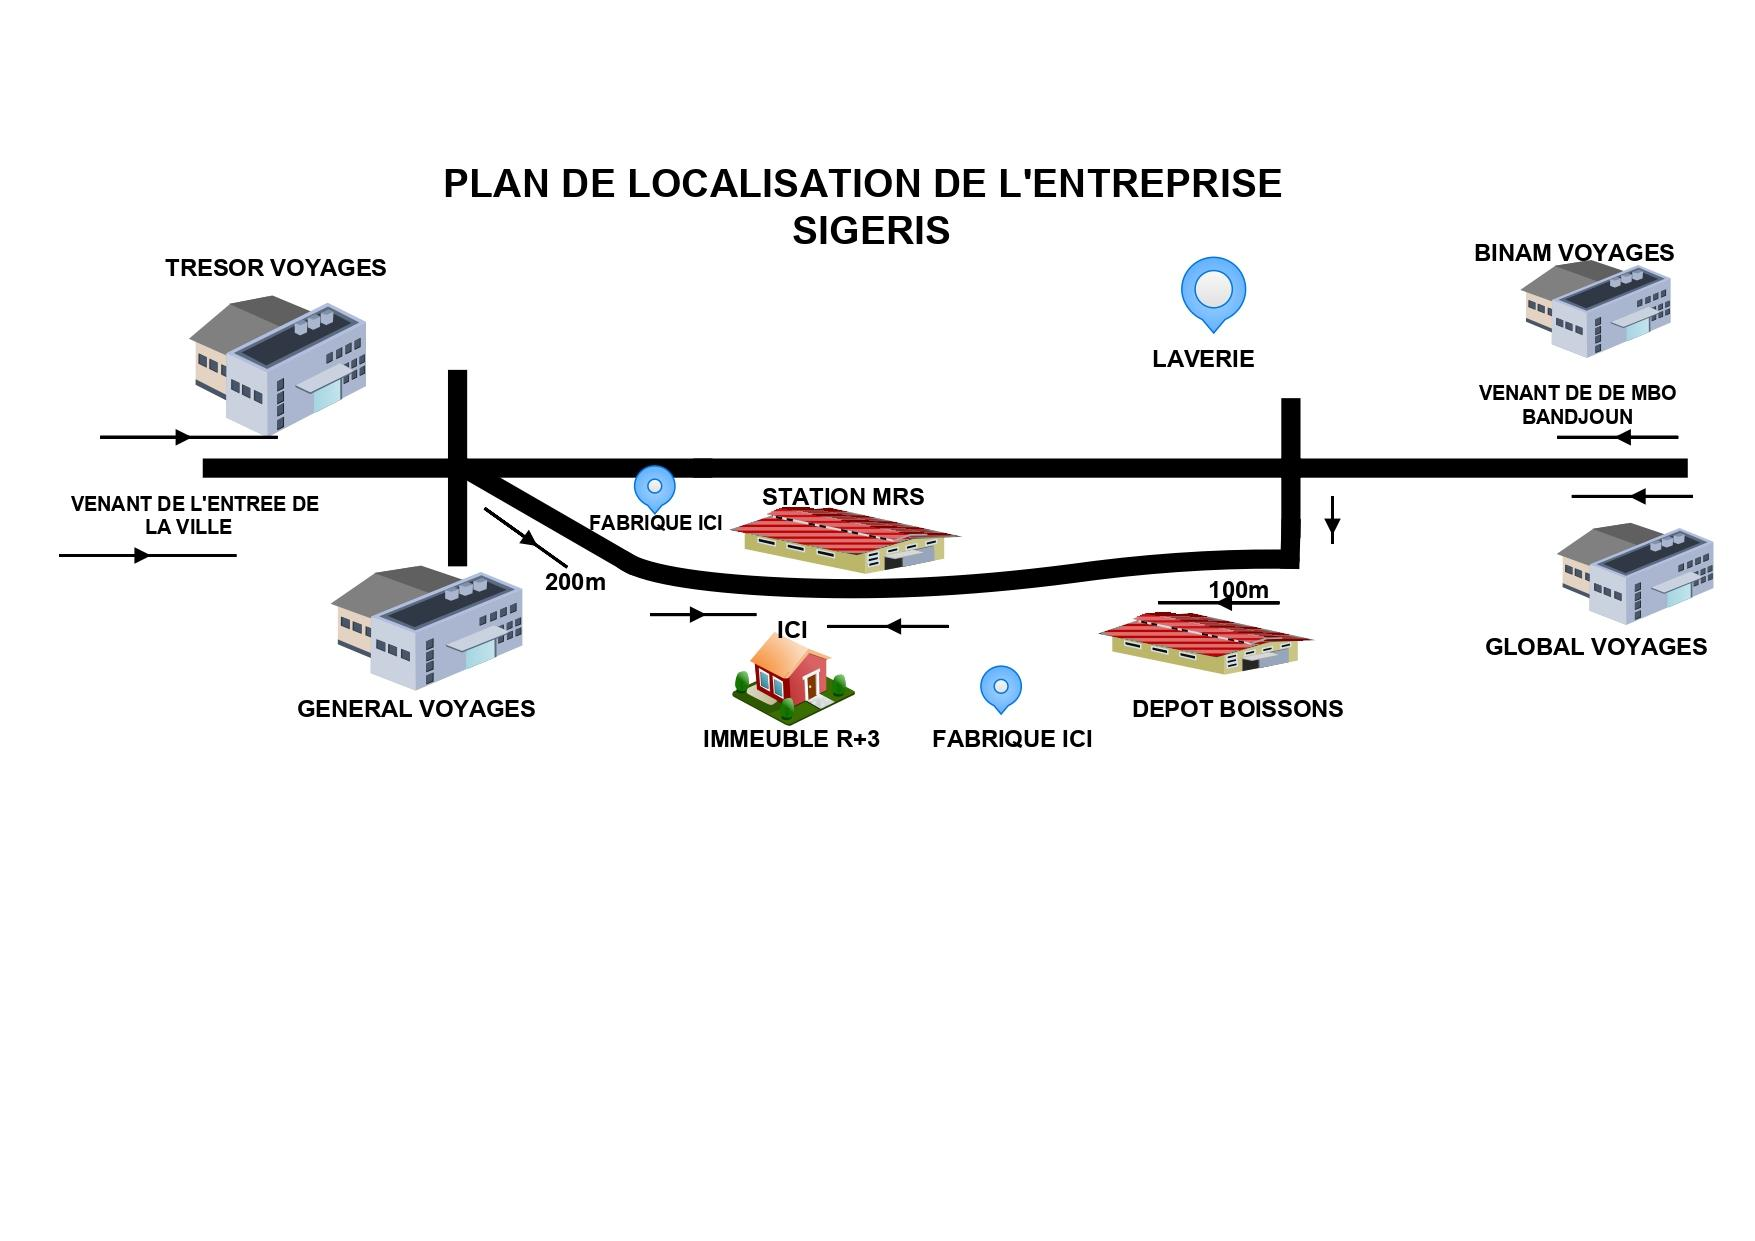 PLAN DE LOCALISATION DE L'ENTREPRISE
SIGERIS
TRESOR VOYAGES
BINAM VOYAGES
LAVERIE
VENANT DE DE MBO
BANDJOUN
VENANT DE L'ENTREE DE
LA VILLE
STATION MRS
FABRIQUE ICI
200m
100m
ICI
GLOBAL VOYAGES
GENERAL VOYAGES
DEPOT BOISSONS
IMMEUBLE R+3
FABRIQUE ICI